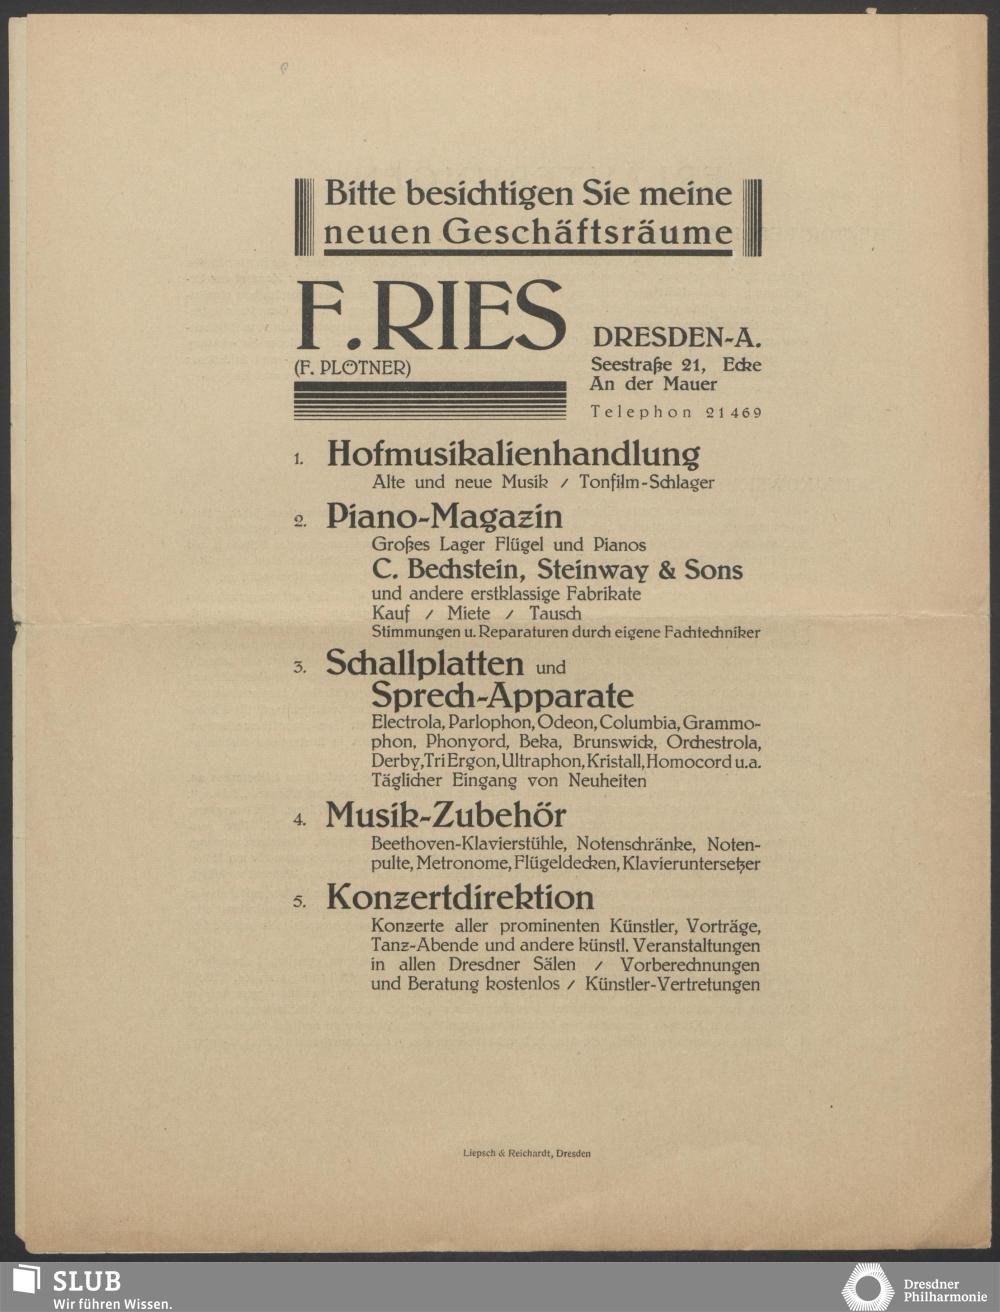 Bitte besichtigen Sie meine
neuen Geschäftsräume
F. RIES
(F. PLÖTNER)
DRESDEN-A.
Seestraße 21, Ecke
An der Mauer
Telephon 21469
1. Hofmusikalienhandlung
Alte und neue Musik / Tonfilm-Schlager
2. Piano-Magazin
Großes Lager Flügel und Pianos
C. Bechstein, Steinway & Sons
und andere erstklassige Fabrikate
Kauf / Miete / Tausch
Stimmungen u. Reparaturen durch eigene Fachtechniker
3. Schallplatten und
Sprech-Apparate
Electrola, Parlophon, Odeon, Columbia, Grammo-
phon, Phonycord, Beka, Brunswick, Orchestrola,
Derby, Tri Ergon, Ultraphon, Kristall, Homocord u.a.
Täglicher Eingang von Neuheiten
4. Musik-Zubehör
Beethoven-Klavierstühle, Notenschränke, Noten-
pulte, Metronome, Flügeldecken, Klavieruntersetzer
5. Konzertdirektion
Konzerte aller prominenten Künstler, Vorträge,
Tanz-Abende und andere künstl. Veranstaltungen
in allen Dresdner Sälen / Vorberechnungen
und Beratung kostenlos / Künstler-Vertretungen
Liepsch & Reichardt, Dresden
SLUB
Wir führen Wissen.
Dresdner
Philharmonie